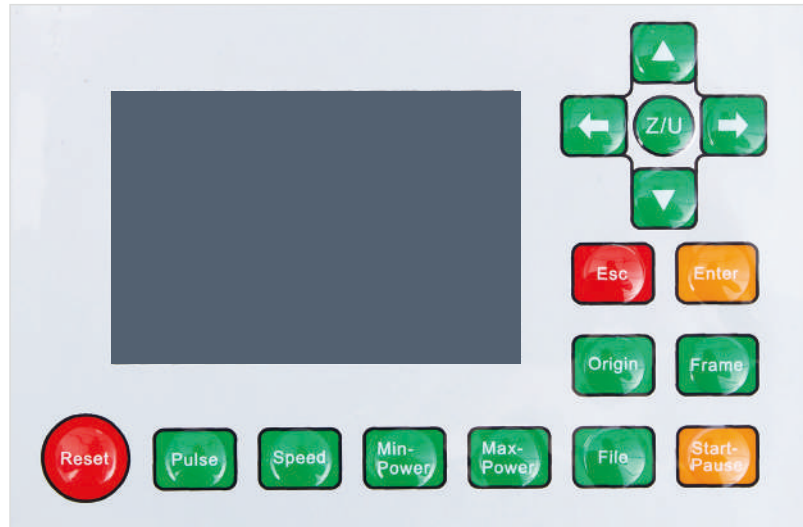 Z/U
Esc
Enter
Origin
Frame
Reset
Pulse
Speed
Min-
Power
Max-
Power
File
Start-
Pause